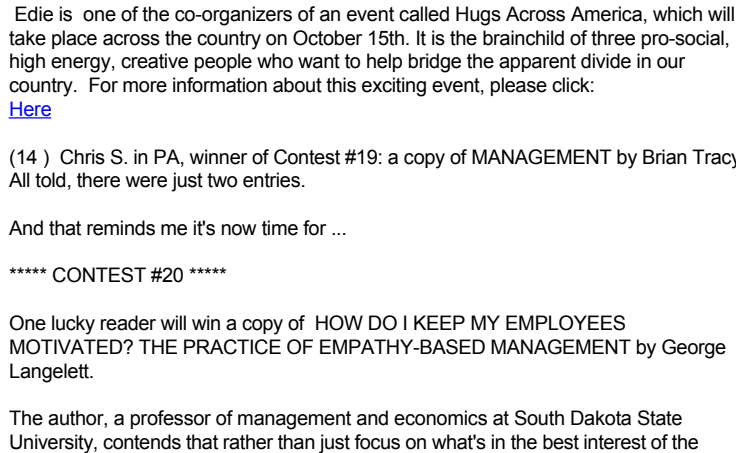 Edie is  one of the co-organizers of an event called Hugs Across America, which will
take place across the country on October 15th. It is the brainchild of three pro-social,
high energy, creative people who want to help bridge the apparent divide in our
country.  For more information about this exciting event, please click:
Here
(14 )  Chris S. in PA, winner of Contest #19: a copy of MANAGEMENT by Brian Tracy
All told, there were just two entries.
And that reminds me it's now time for ...
***** CONTEST #20 *****
One lucky reader will win a copy of  HOW DO I KEEP MY EMPLOYEES
MOTIVATED? THE PRACTICE OF EMPATHY-BASED MANAGEMENT by George
Langelett.
The author, a professor of management and economics at South Dakota State
University, contends that rather than just focus on what's in the best interest of the